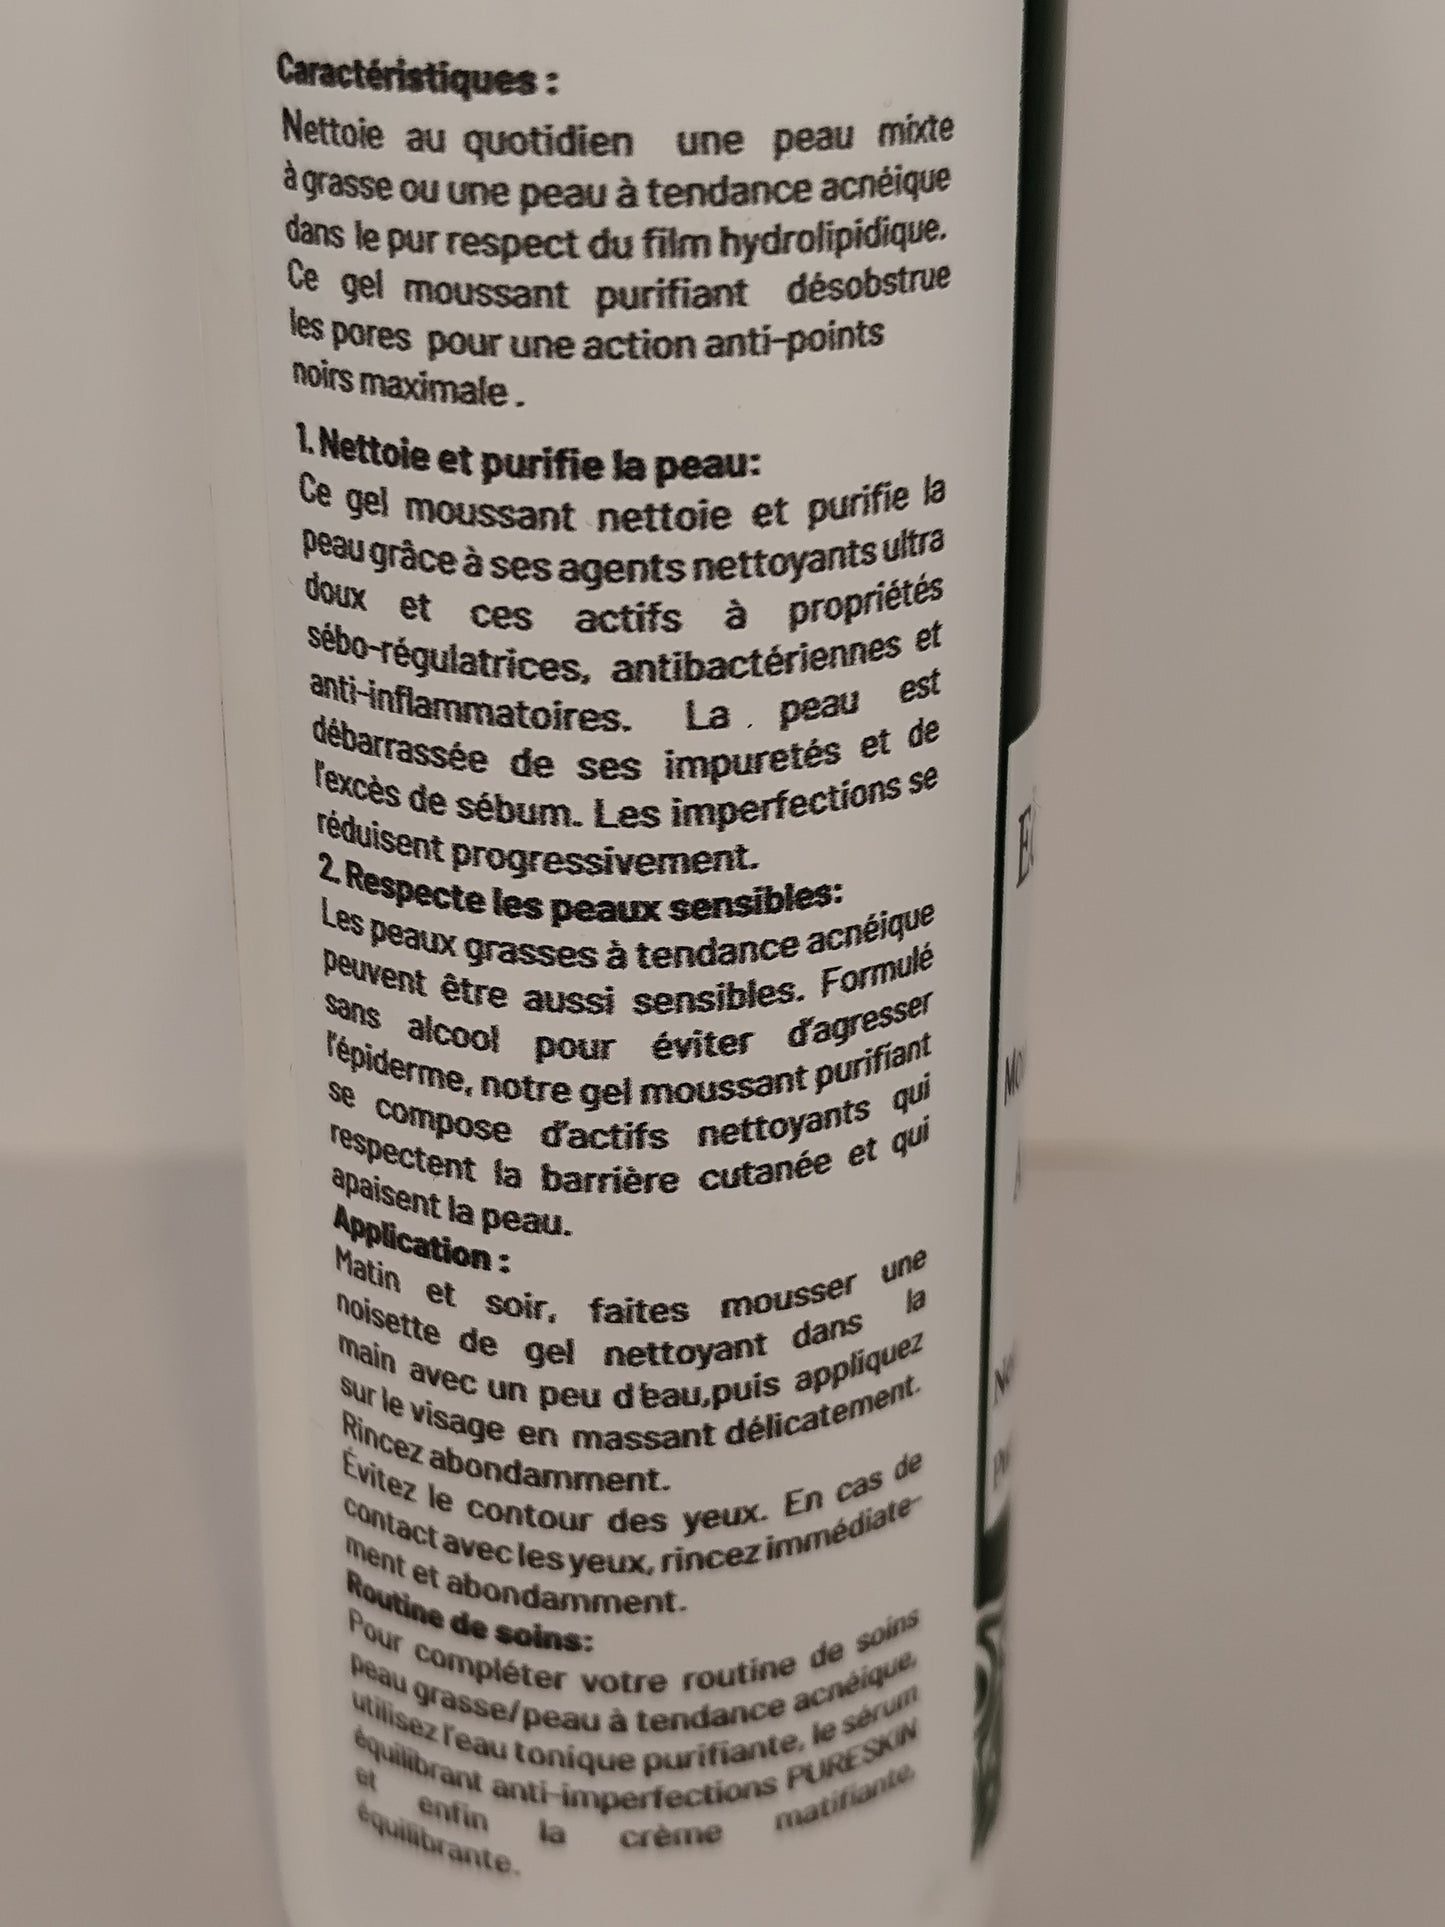 Caractéristiques :
Nettoie au quotidien une peau mixte
à grasse ou une peau à tendance acnéique
dans le pur respect du film hydrolipidique.
Ce gel moussant purifiant désobstrue
les pores pour une action anti-points
noirs maximale .
1. Nettoie et purifie la peau:
Ce gel moussant nettoie et purifie la
peau grâce à ses agents nettoyants ultra
doux et ces actifs à propriétés
sébo-régulatrices, antibactériennes et
anti-inflammatoires. La . peau est
débarrassée de ses impuretés et de
l'excès de sébum. Les imperfections se
réduisent progressivement.
2. Respecte les peaux sensibles:
Les peaux grasses à tendance acnéique
peuvent être aussi sensibles. Formulé
sans alcool pour éviter d'agresser
l'épiderme, notre gel moussant purifiant
se compose d'actifs nettoyants qui
respectent la barrière cutanée et qui
apaisent la peau.
Application :
Matin et soir, faites mousser une
noisette de gel nettoyant dans la
main avec un peu d'eau,puis appliquez
sur le visage en massant délicatement.
Rincez abondamment.
Évitez le contour des yeux. En cas de
contact avec les yeux, rincez immédiate-
ment et abondamment.
Routine de soins:
Pour compléter votre routine de soins
peau grasse/peau à tendance acnéique,
utilisez l'eau tonique purifiante, le sérum
équilibrant anti-imperfections PURESKIN
et enfin la crème matifiante,
équilibrante.